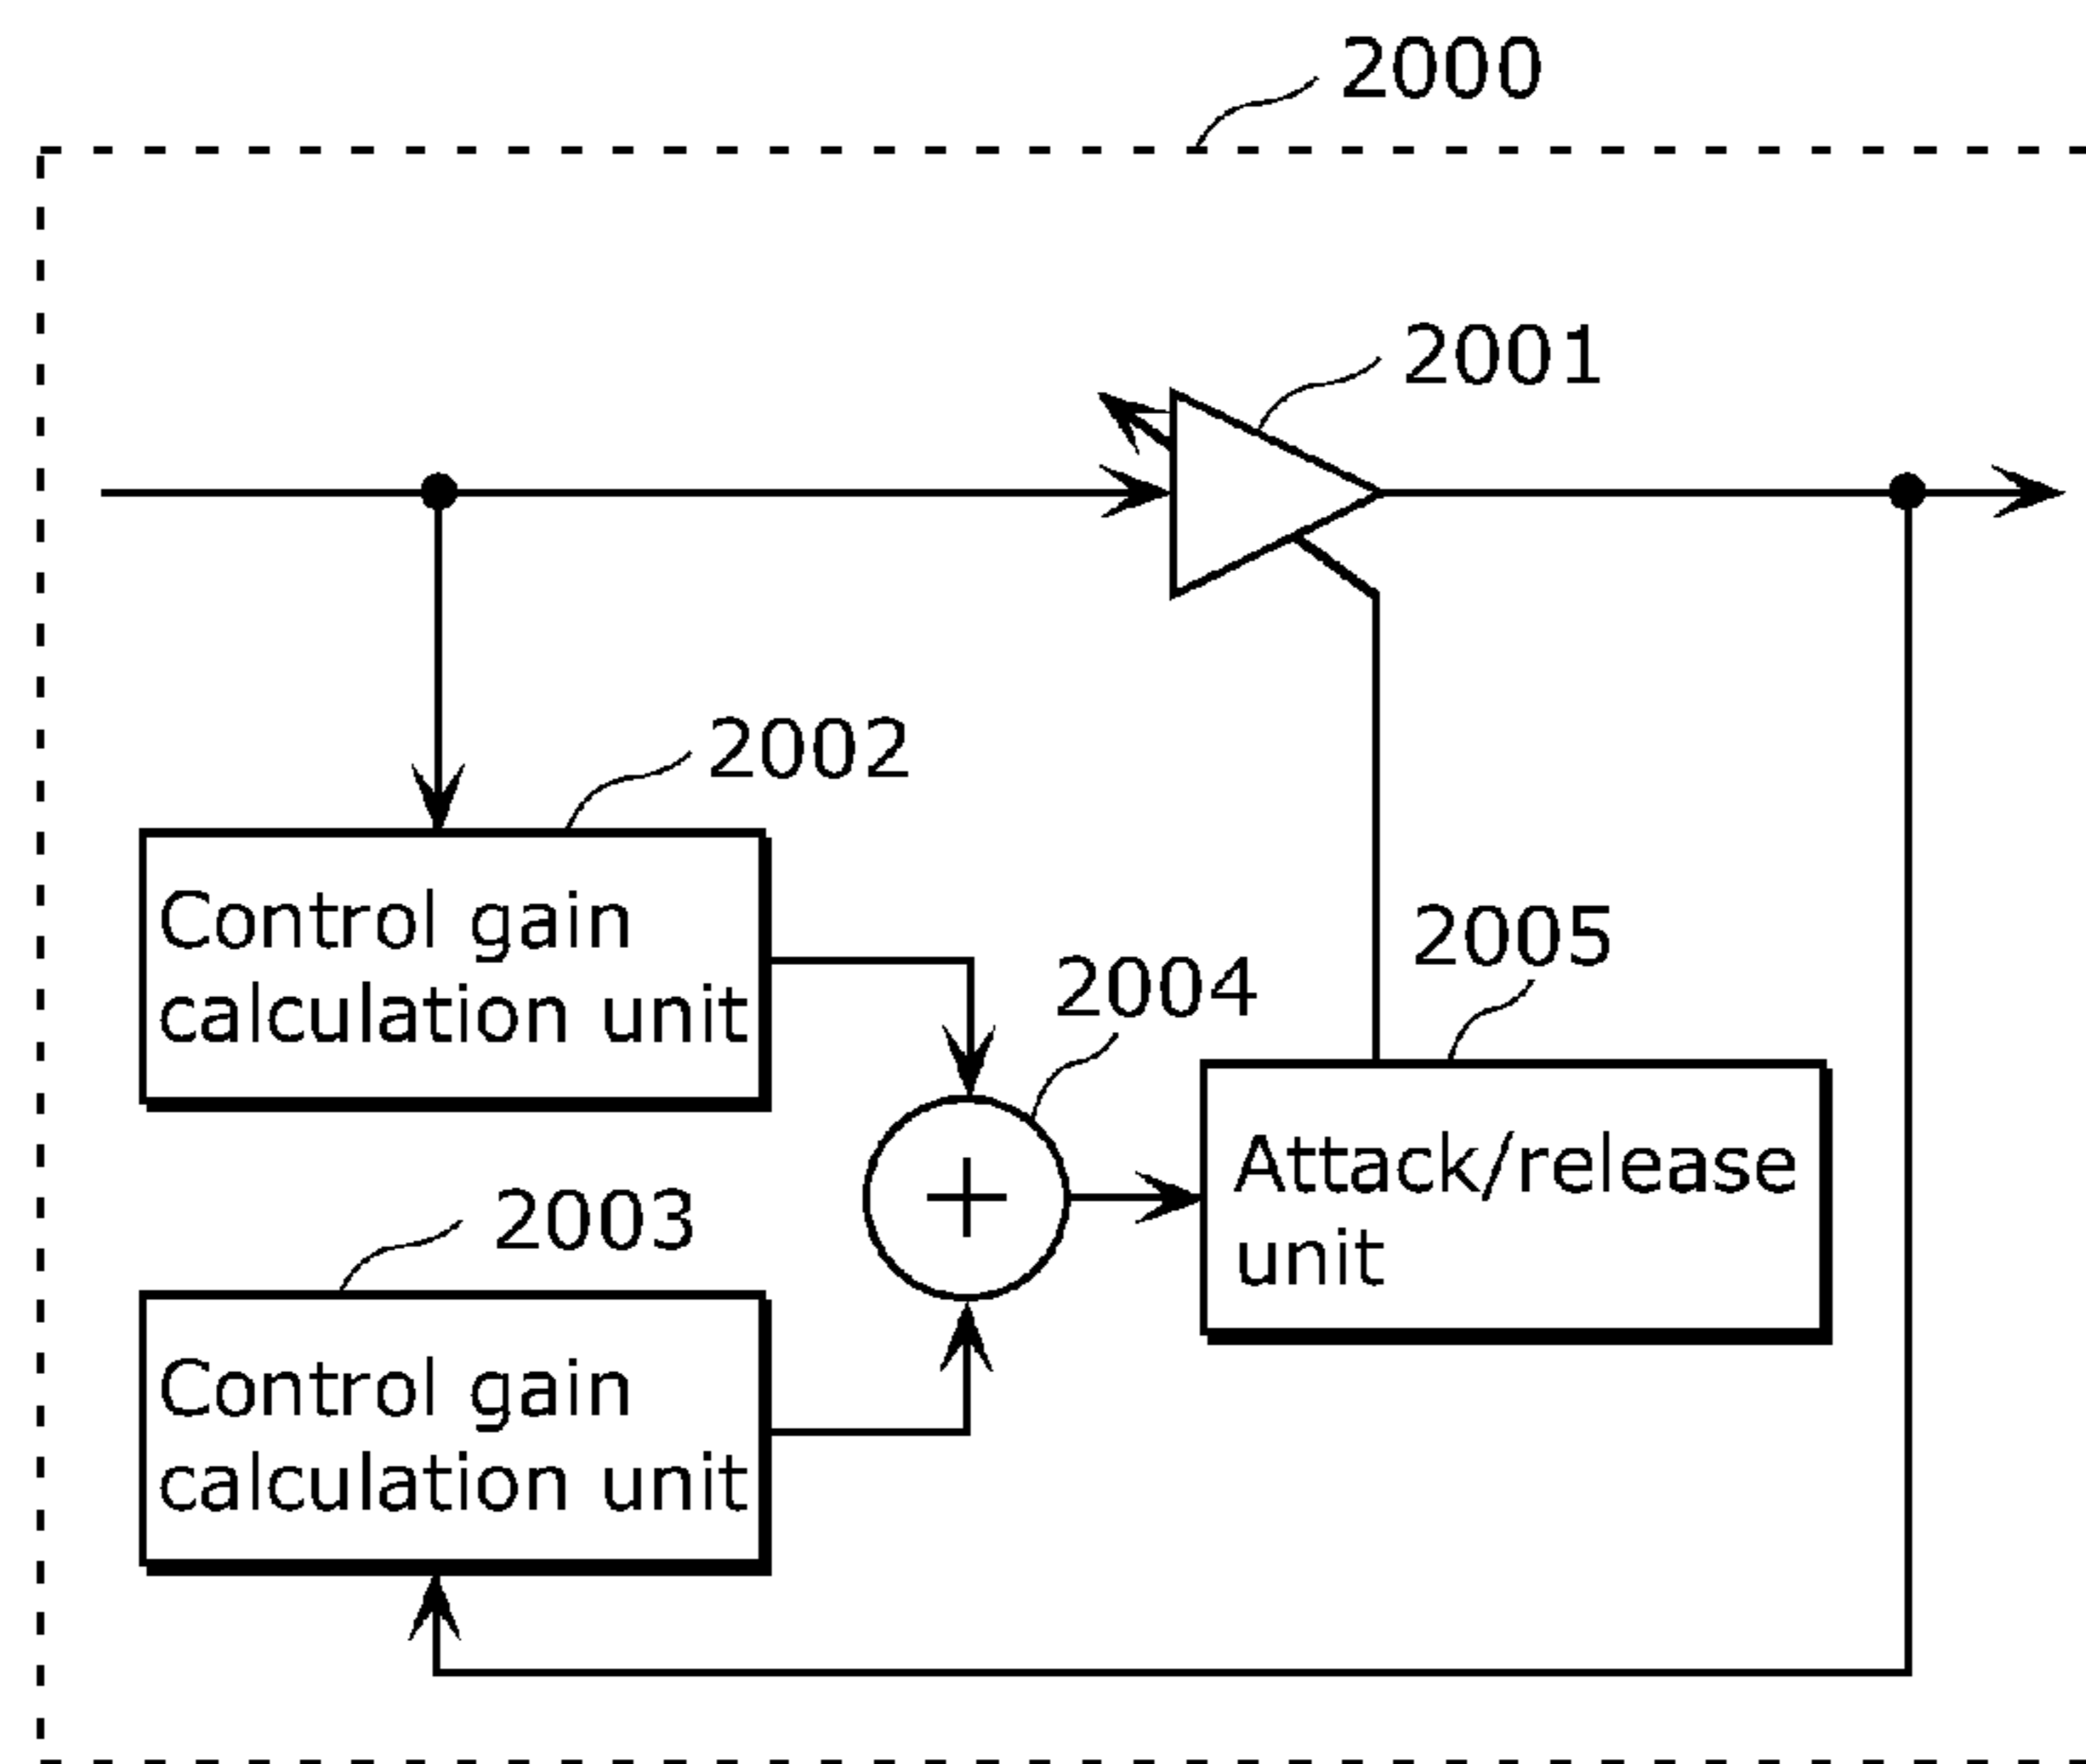 2000
2001
2002
Control gain
calculation unit
2004
2005
Attack/release
unit
2003
Control gain
calculation unit